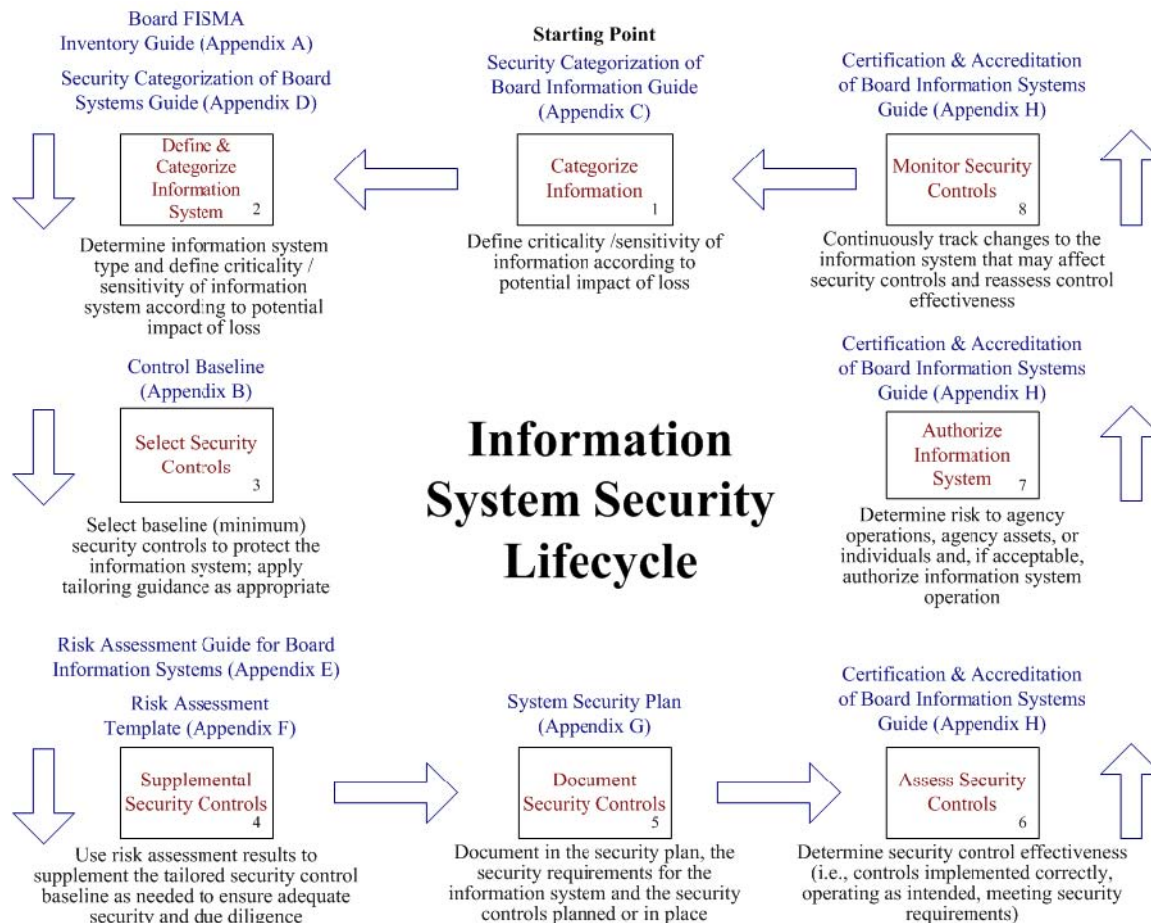 Board FISMA
Inventory Guide (Appendix A)
Security Categorization of Board
Systems Guide (Appendix D)
Define &
Categorize
Information
System
2
Determine information system
type and define criticality /
sensitivity of information
system according to potential
impact of loss
Starting Point
Security Categorization of
Board Information Guide
(Appendix C)
Categorize
Information
1
Define criticality /sensitivity of
information according to
potential impact of loss
Certification & Accreditation
of Board Information Systems
Guide (Appendix H)
Monitor Security
Controls
8
Continuously track changes to the
information system that may affect
security controls and reassess control
effectiveness
Control Baseline
(Appendix B)
Select Security
Controls
3
Select baseline (minimum)
security controls to protect the
information system; apply
tailoring guidance as appropriate
Information
System Security
Lifecycle
Certification & Accreditation
of Board Information Systems
Guide (Appendix H)
Authorize
Information
System
7
Determine risk to agency
operations, agency assets, or
individuals and, if acceptable,
authorize information system
operation
Risk Assessment Guide for Board
Information Systems (Appendix E)
Risk Assessment
Template (Appendix F)
Supplemental
Security Controls
4
Use risk assessment results to
supplement the tailored security control
baseline as needed to ensure adequate
security and due diligence
System Security Plan
(Appendix G)
Document
Security Controls
5
Document in the security plan, the
security requirements for the
information system and the security
controls planned or in place
Certification & Accreditation
of Board Information Systems
Guide (Appendix H)
Assess Security
Controls
6
Determine security control effectiveness
(i.e., controls implemented correctly,
operating as intended, meeting security
requirements)